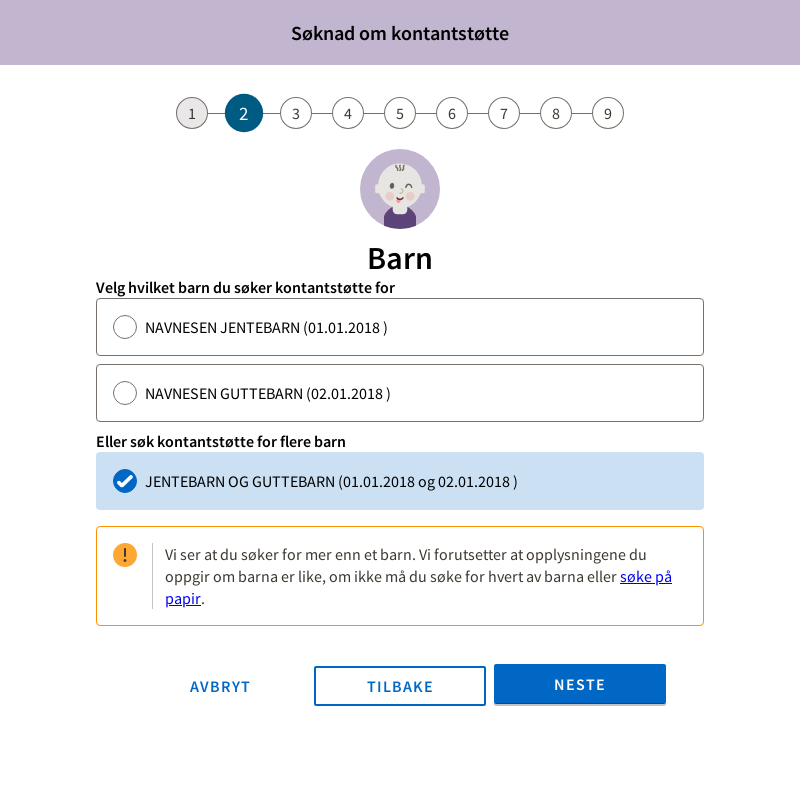 Søknad om kontantstøtte
1 2 3 4 5 6 7 8 9
Barn
Velg hvilket barn du søker kontantstøtte for
NAVNESEN JENTEBARN (01.01.2018 )
NAVNESEN GUTTEBARN (02.01.2018 )
Eller søk kontantstøtte for flere barn
JENTEBARN OG GUTTEBARN (01.01.2018 og 02.01.2018 )
Vi ser at du søker for mer enn et barn. Vi forutsetter at opplysningene du
oppgir om barna er like, om ikke må du søke for hvert av barna eller søke på
papir.
AVBRYT TILBAKE NESTE